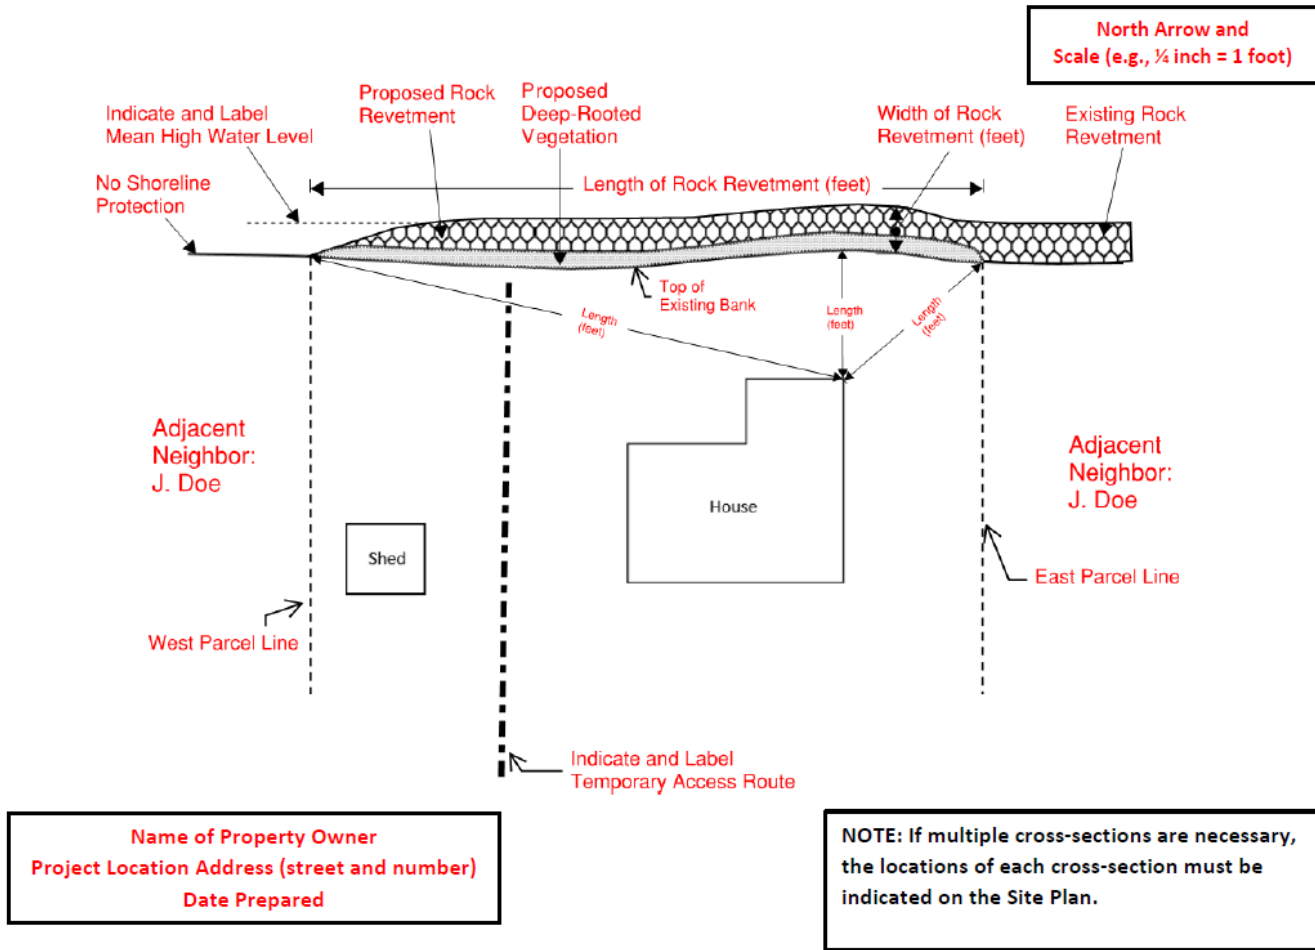 North Arrow and
Scale (e.g., ¼ inch = 1 foot)
Indicate and Label
Mean High Water Level
Proposed Rock
Revetment
Proposed
Deep-Rooted
Vegetation
Width of Rock
Revetment (feet)
Existing Rock
Revetment
No Shoreline
Protection
Length of Rock Revetment (feet)
Top of
Existing Bank
Length
(feet)
Length
(feet)
Length
(feet)
Adjacent
Neighbor:
J. Doe
Adjacent
Neighbor:
J. Doe
House
Shed
East Parcel Line
West Parcel Line
Indicate and Label
Temporary Access Route
Name of Property Owner
Project Location Address (street and number)
Date Prepared
NOTE: If multiple cross-sections are necessary,
the locations of each cross-section must be
indicated on the Site Plan.